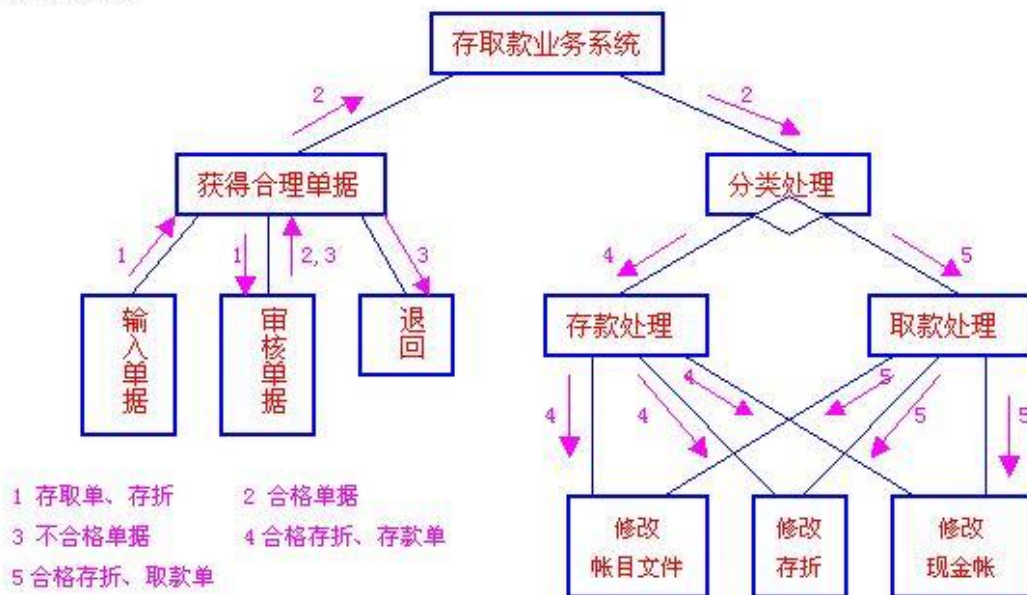 存取款业务系统
2
2
获得合理单据
分类处理
1
1
2,3
3
4
5
输入单据
审核单据
退回
存款处理
取款处理
4
4
4
5
5
5
修改
帐目文件
修改
存折
修改
现金帐
1 存取单、存折
2 合格单据
3 不合格单据
4 合格存折、存款单
5 合格存折、取款单